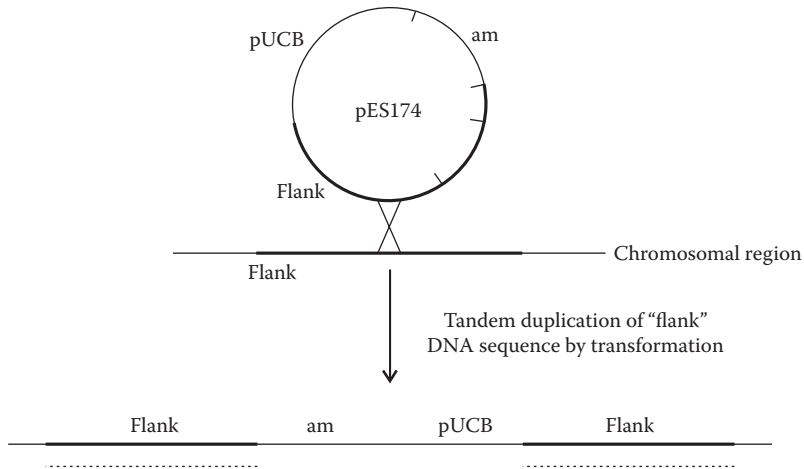 pUCB
am
pES174
Flank
Chromosomal region
Flank
Tandem duplication of “flank”
DNA sequence by transformation
Flank
am
pUCB
Flank